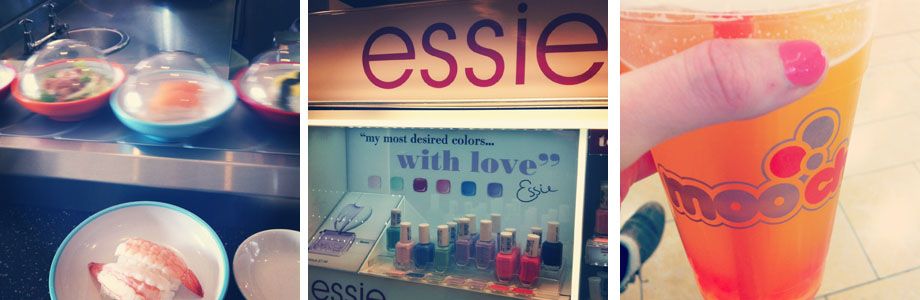 essie
"my most desired colors...
with love"
Essie
essie
moo'c